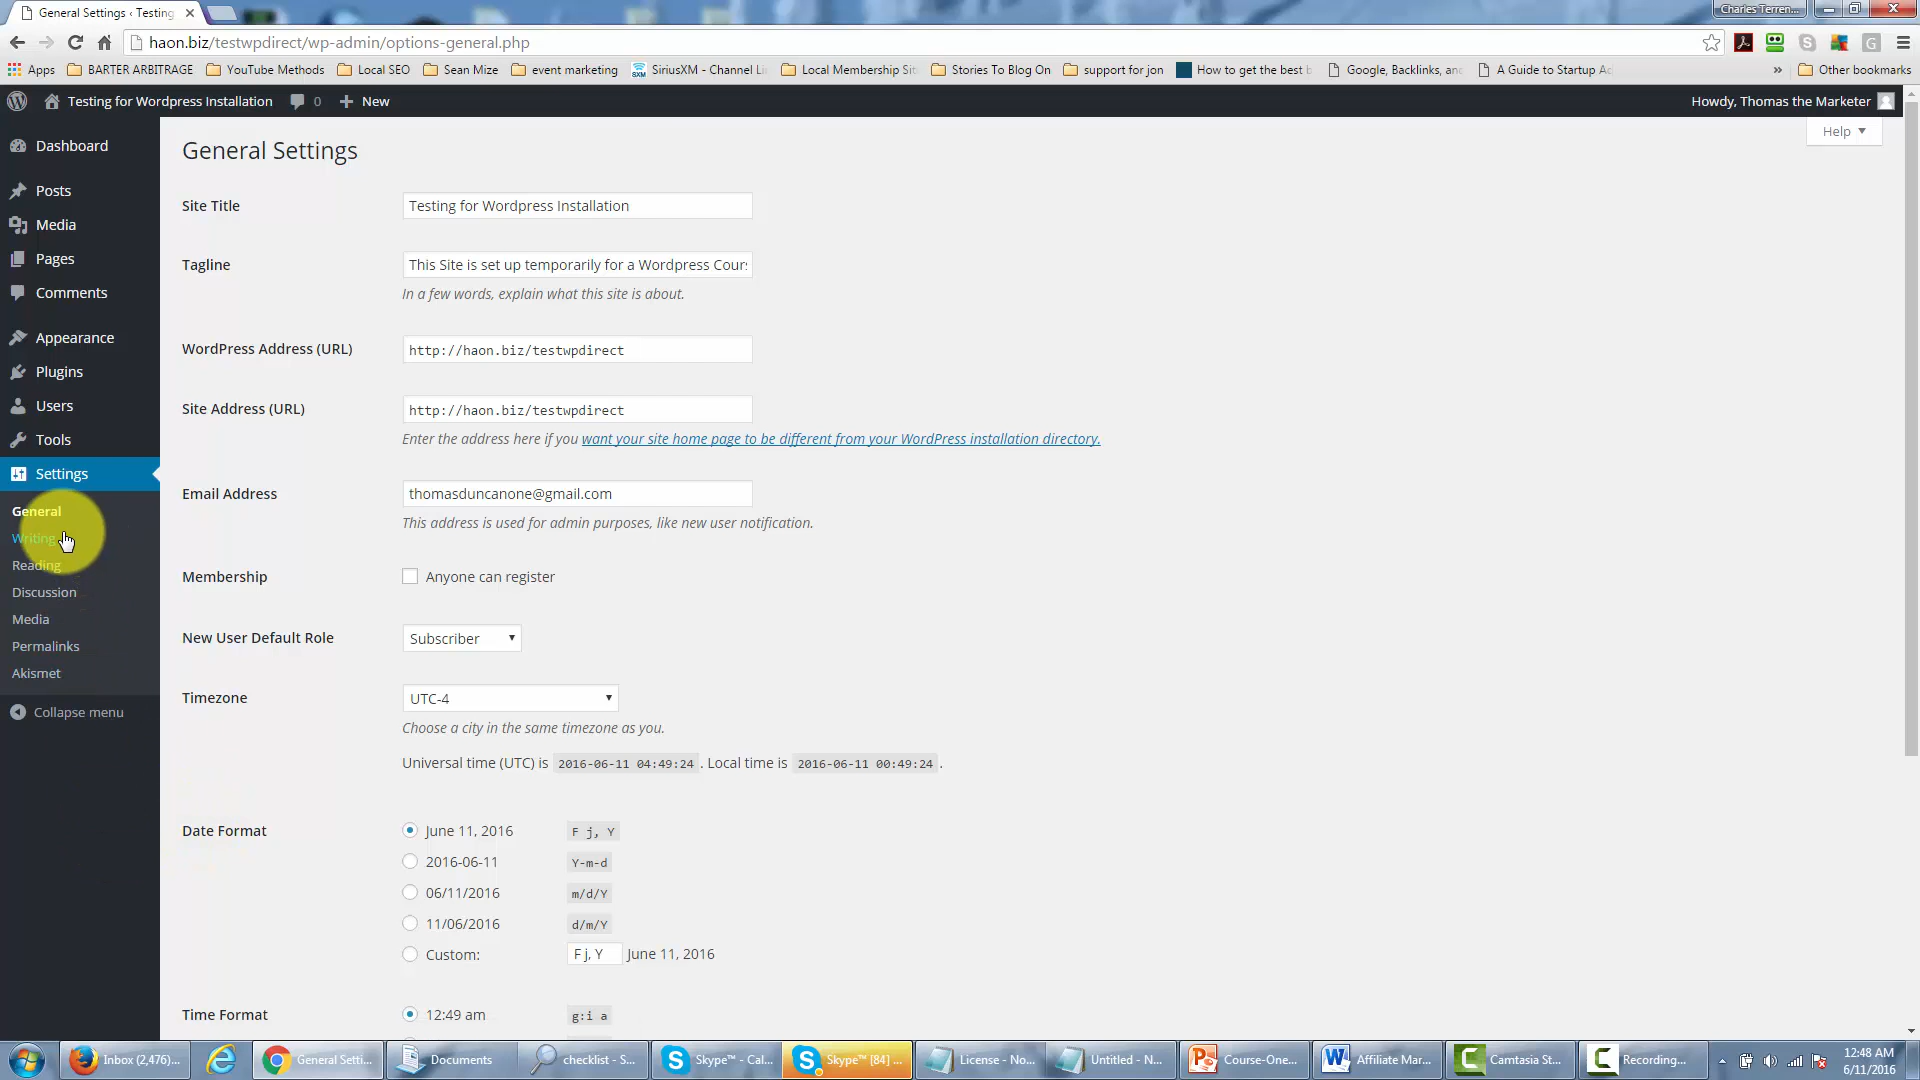 General Settings ‹ Testing
Charles Terren...
haon.biz/testwpdirect/wp-admin/options-general.php
Apps BARTER ARBITRAGE YouTube Methods Local SEO Sean Mize event marketing SiriusXM - Channel Li Local Membership Sit Stories To Blog On support for jon How to get the best b Google, Backlinks, and A Guide to Startup Ac » Other bookmarks
Testing for Wordpress Installation 0 + New Howdy, Thomas the Marketer
Help
Dashboard
Posts
Media
Pages
Comments
Appearance
Plugins
Users
Tools
Settings
General
Writing
Reading
Discussion
Media
Permalinks
Akismet
Collapse menu
General Settings
Site Title Testing for Wordpress Installation
Tagline This Site is set up temporarily for a Wordpress Cour
In a few words, explain what this site is about.
WordPress Address (URL) http://haon.biz/testwpdirect
Site Address (URL) http://haon.biz/testwpdirect
Enter the address here if you want your site home page to be different from your WordPress installation directory.
Email Address thomasduncanone@gmail.com
This address is used for admin purposes, like new user notification.
Membership Anyone can register
New User Default Role Subscriber
Timezone UTC-4
Choose a city in the same timezone as you.
Universal time (UTC) is 2016-06-11 04:49:24 . Local time is 2016-06-11 00:49:24 .
Date Format June 11, 2016 F j, Y
2016-06-11 Y-m-d
06/11/2016 m/d/Y
11/06/2016 d/m/Y
Custom: F j, Y June 11, 2016
Time Format 12:49 am g:i a
Inbox (2,476)... General Setti... Documents checklist - S... Skype™ - Cal... Skype™ [84] ... License - No... Untitled - N... Course-One... Affiliate Mar... Camtasia St... Recording...
12:48 AM
6/11/2016